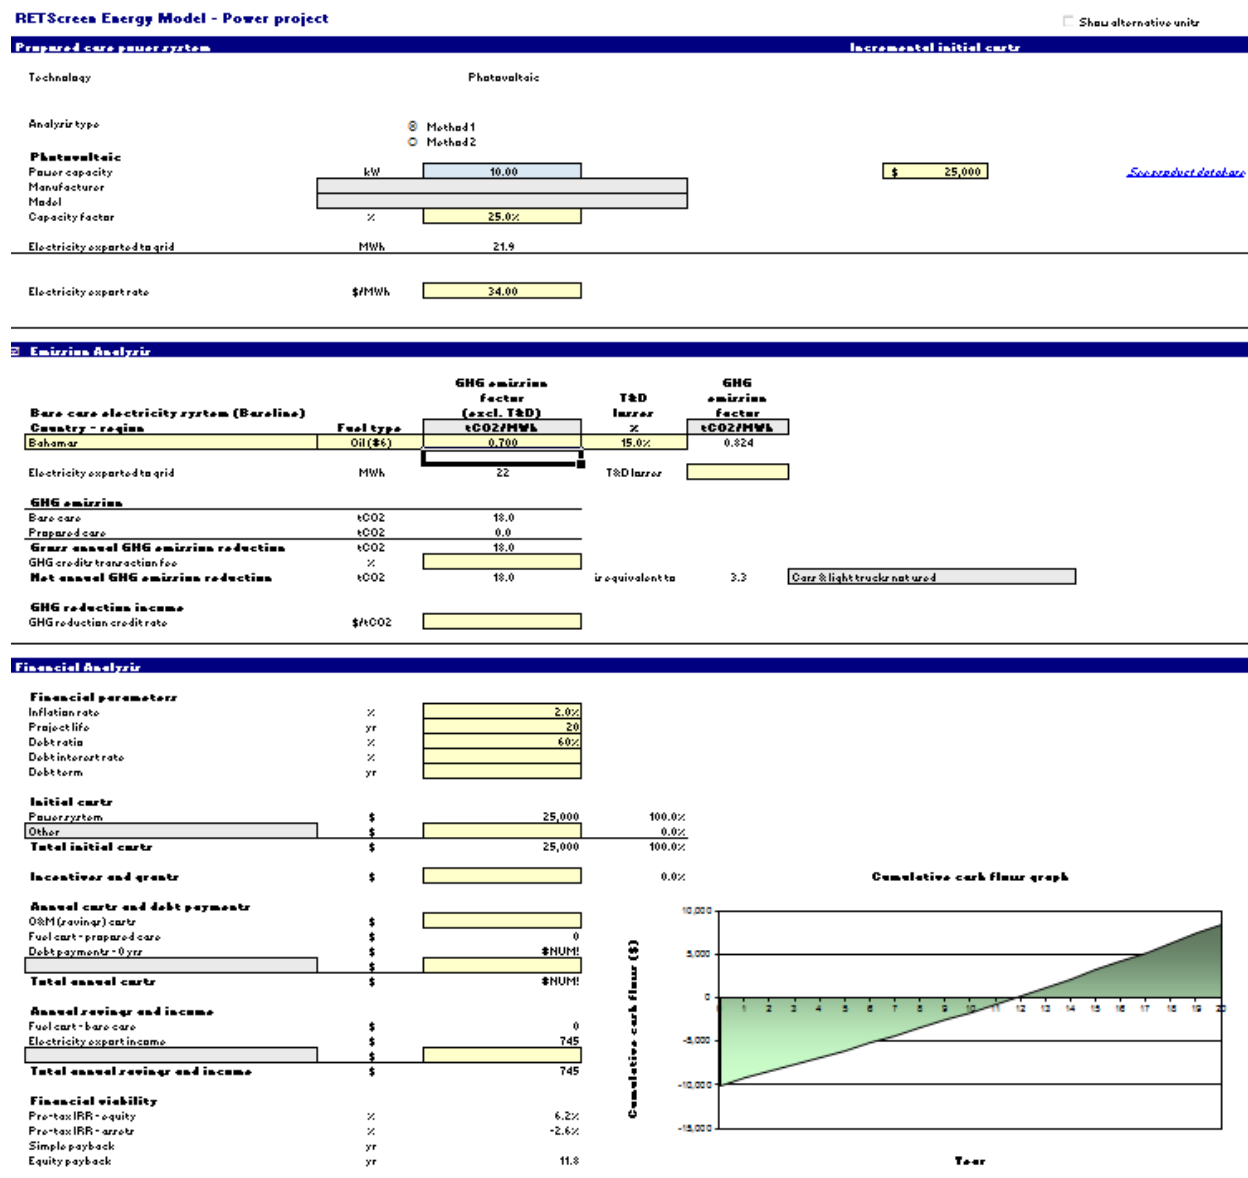 RETScreen Energy Model - Power project
Show alternative units
Proposed case power system Incremental initial costs
Technology Photovoltaic
Analysis type
Method 1
Method 2
Photovoltaic
Power capacity kW 10.00 $ 25,000 See product database
Manufacturer
Model
Capacity factor % 25.0%
Electricity exported to grid MWh 21.9
Electricity export rate $/MWh 34.00
Emission Analysis
GHG emission GHG
factor T&D emission
Base case electricity system (Baseline) (excl. T&D) losses factor
Country - region Fuel type tCO2/MWh % tCO2/MWh
Bahamas Oil (#6) 0.700 15.0% 0.824
Electricity exported to grid MWh 22 T&D losses
GHG emission
Base case tCO2 18.0
Proposed case tCO2 0.0
Gross annual GHG emission reduction tCO2 18.0
GHG credits transaction fee %
Net annual GHG emission reduction tCO2 18.0 is equivalent to 3.3 Cars & light trucks not used
GHG reduction income
GHG reduction credit rate $/tCO2
Financial Analysis
Financial parameters
Inflation rate % 2.0%
Project life yr 20
Debt ratio % 60%
Debt interest rate %
Debt term yr
Initial costs
Power system $ 25,000 100.0%
Other $ 0.0%
Total initial costs $ 25,000 100.0%
Incentives and grants $ 0.0%
Cumulative cash flows graph
Annual costs and debt payments
O&M (savings) costs $
Fuel cost - proposed case $ 0
Debt payments - 0 yrs $ #NUM!
$
Total annual costs $ #NUM!
Annual savings and income
Fuel cost - base case $ 0
Electricity export income $ 745
$
Total annual savings and income $ 745
Financial viability
Pre-tax IRR - equity % 6.2%
Pre-tax IRR - assets % -2.6%
Simple payback yr
Equity payback yr 11.8
Cumulative cash flows ($)
10,000
5,000
0
-5,000
-10,000
-15,000
1 2 3 4 5 6 7 8 9 10 11 12 13 14 15 16 17 18 19 20
Year